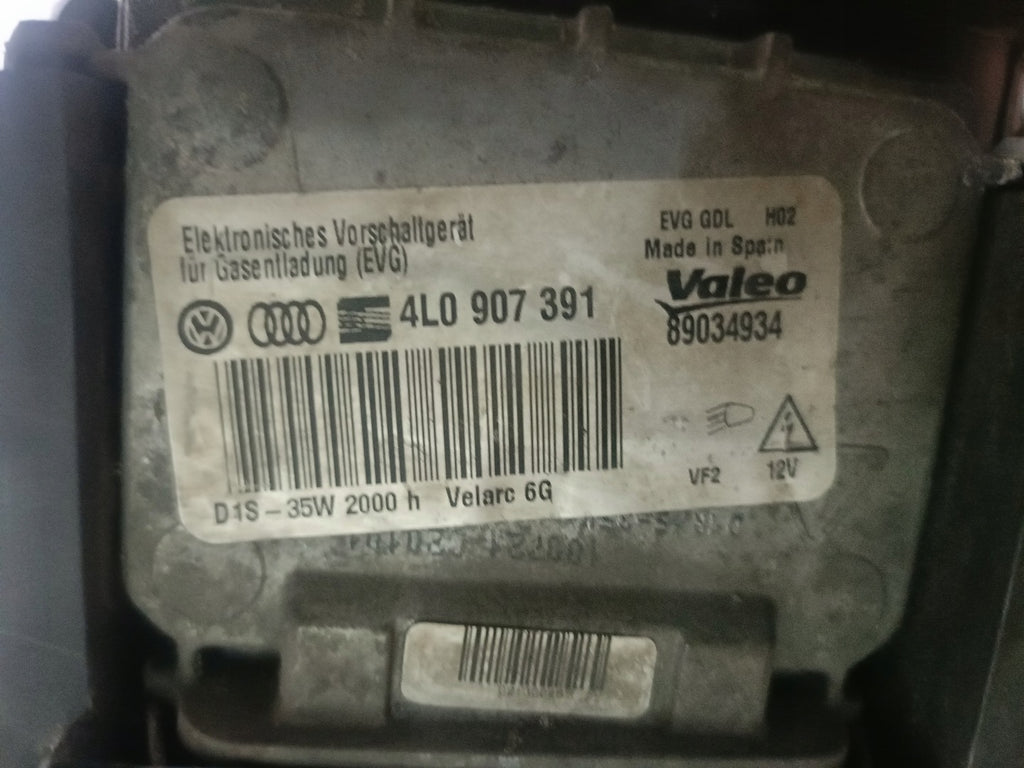 Elektronisches Vorschaltgerät
für Gasentladung (EVG)
4L0 907 391
EVG GDL H02
Made in Spain
Valeo
89034934
VF2
12V
D1S – 35W 2000 h Velarc 6G